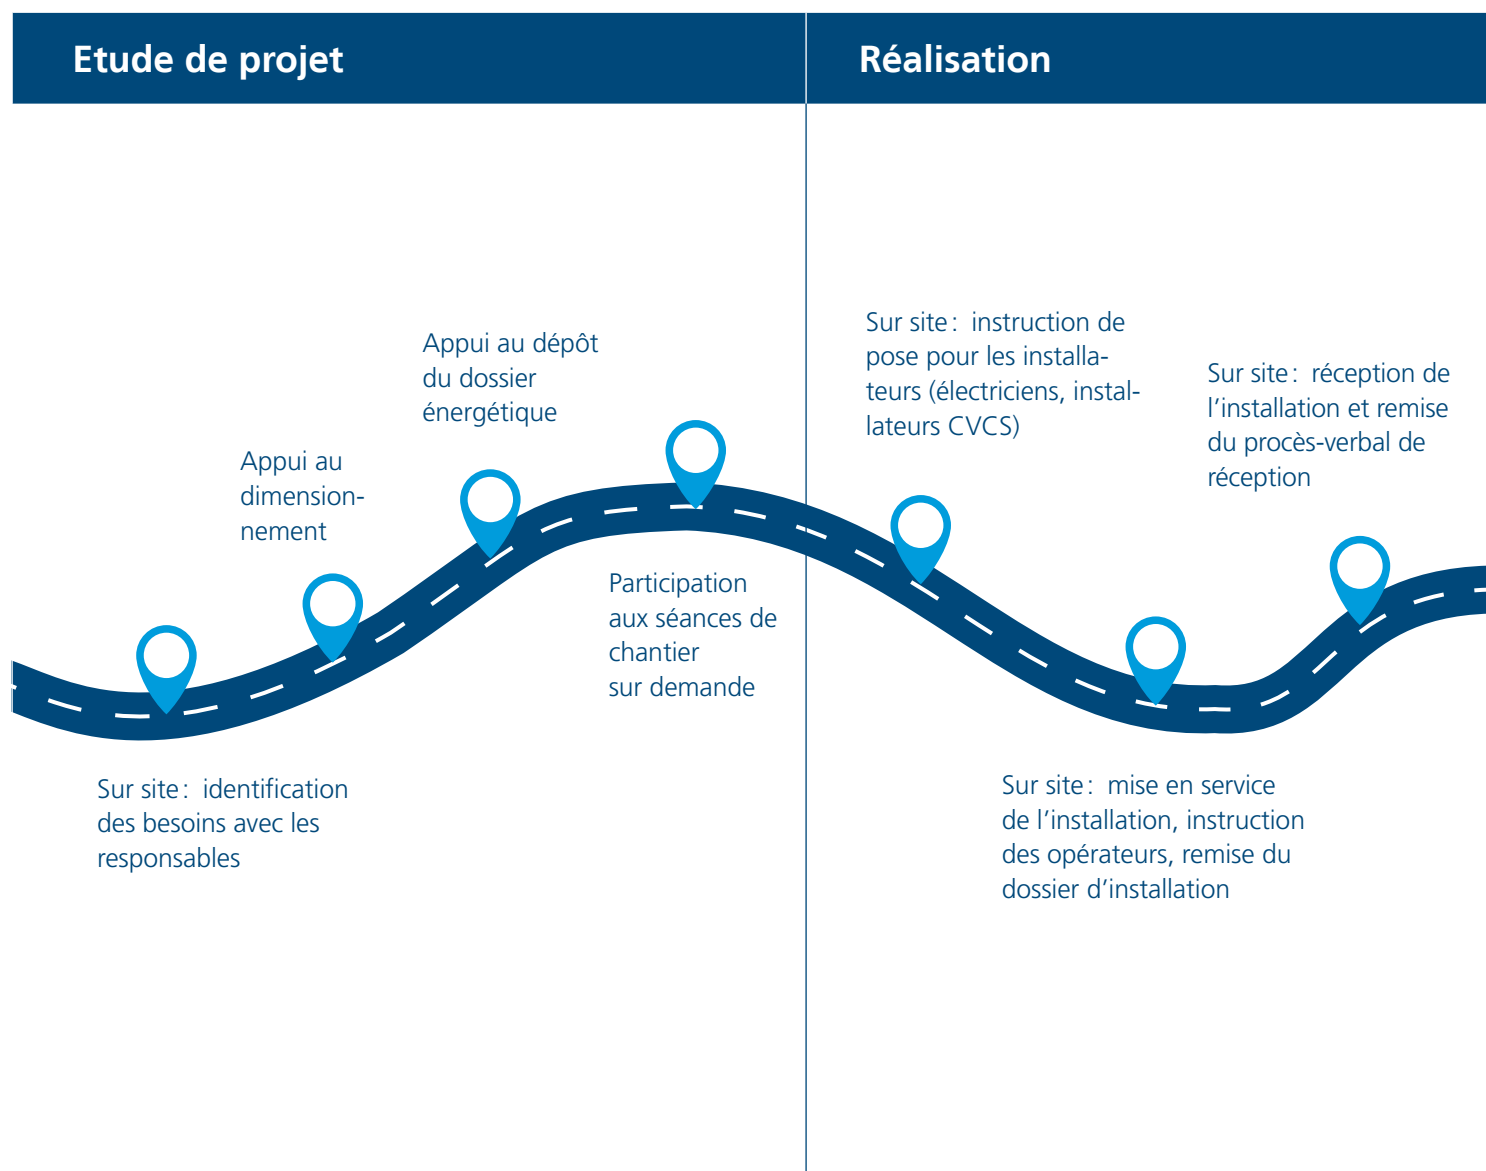 Etude de projet
Réalisation
Sur site : identification
des besoins avec les
responsables
Appui au
dimension-
nement
Appui au dépôt
du dossier
énergétique
Participation
aux séances de
chantier
sur demande
Sur site : instruction de
pose pour les installa-
teurs (électriciens, instal-
lateurs CVCS)
Sur site : mise en service
de l’installation, instruction
des opérateurs, remise du
dossier d’installation
Sur site : réception de
l’installation et remise
du procès-verbal de
réception